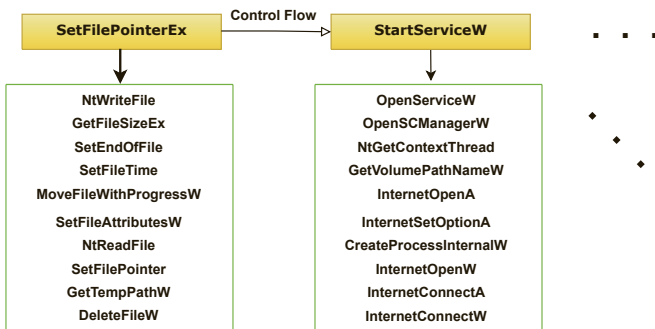 Control Flow
SetFilePointerEx
StartServiceW
NtWriteFile
GetFileSizeEx
SetEndOfFile
SetFileTime
MoveFileWithProgressW
SetFileAttributesW
NtReadFile
SetFilePointer
GetTempPathW
DeleteFileW
OpenServiceW
OpenSCManagerW
NtGetContextThread
GetVolumePathNameW
InternetOpenA
InternetSetOptionA
CreateProcessInternalW
InternetOpenW
InternetConnectA
InternetConnectW